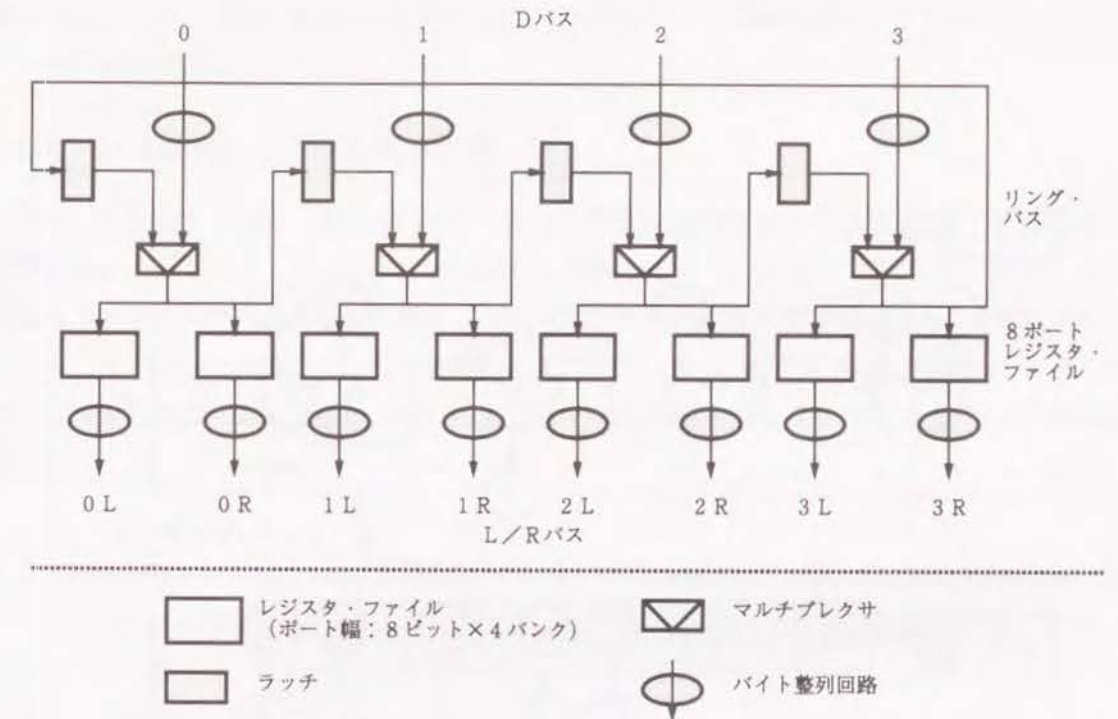 Dバス
0 1 2 3
リング・
バス
8ポート
レジスタ・
ファイル
0L 0R 1L 1R 2L 2R 3L 3R
L/Rバス
レジスタ・ファイル
(ポート幅:8ビット×4バンク)
マルチプレクサ
ラッチ
バイト整列回路